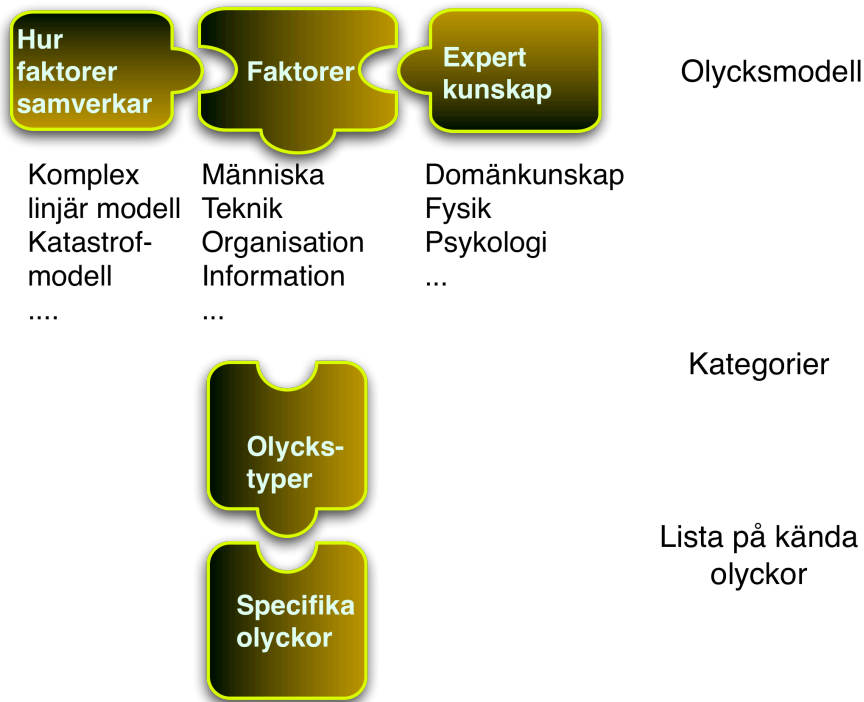 Hur
faktorer
samverkar
Faktorer
Expert
kunskap
Olycksmodell
Komplex
linjär modell
Katastrof-
modell
....
Människa
Teknik
Organisation
Information
...
Domänkunskap
Fysik
Psykologi
...
Kategorier
Olycks-
typer
Lista på kända
olyckor
Specifika
olyckor